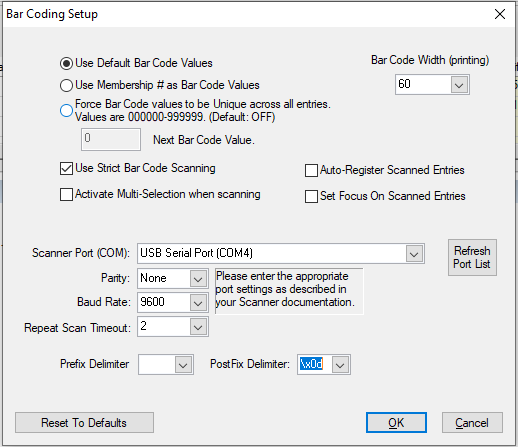 Bar Coding Setup
Use Default Bar Code Values
Bar Code Width (printing)
Use Membership # as Bar Code Values
60
Force Bar Code values to be Unique across all entries.
Values are 000000-999999. (Default: OFF)
0
Next Bar Code Value.
Use Strict Bar Code Scanning
Auto-Register Scanned Entries
Activate Multi-Selection when scanning
Set Focus On Scanned Entries
Scanner Port (COM):
USB Serial Port (COM4)
Refresh
Port List
Parity:
None
Please enter the appropriate
port settings as described in
your Scanner documentation.
Baud Rate:
9600
Repeat Scan Timeout:
2
Prefix Delimiter
PostFix Delimiter:
\x0d
Reset To Defaults
OK
Cancel